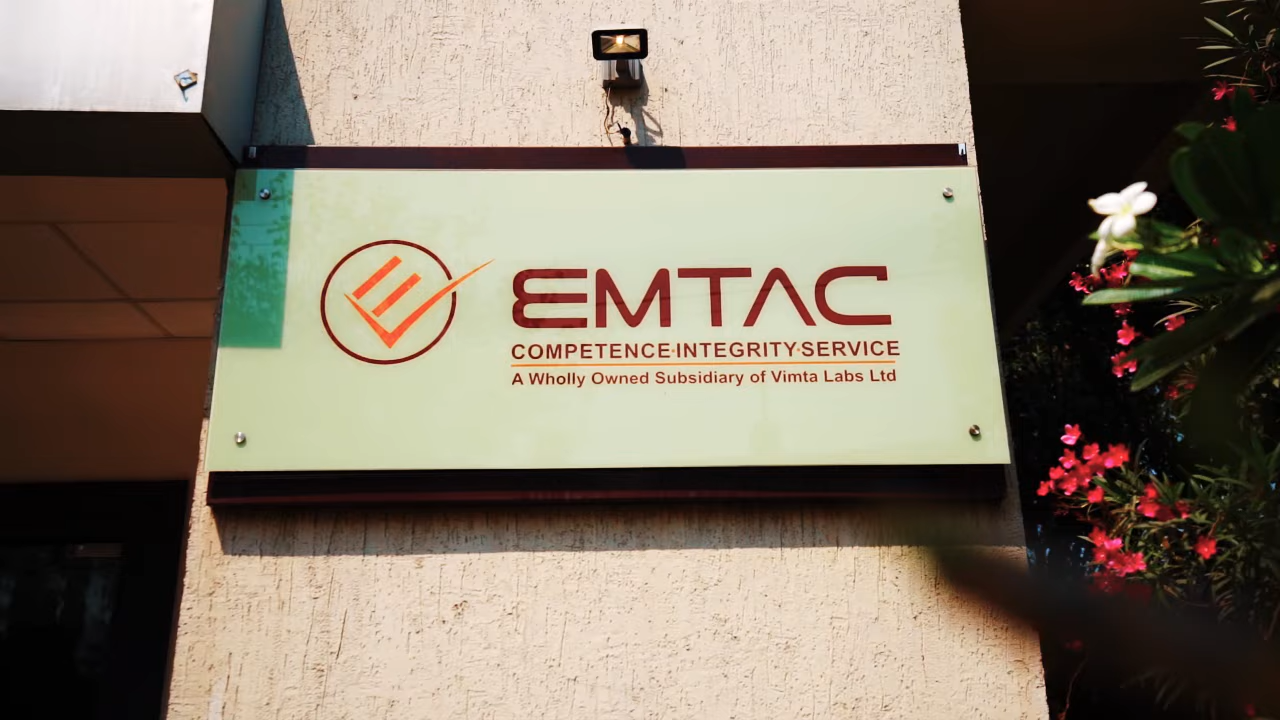 EMTAC
COMPETENCE·INTEGRITY·SERVICE
A Wholly Owned Subsidiary of Vimta Labs Ltd